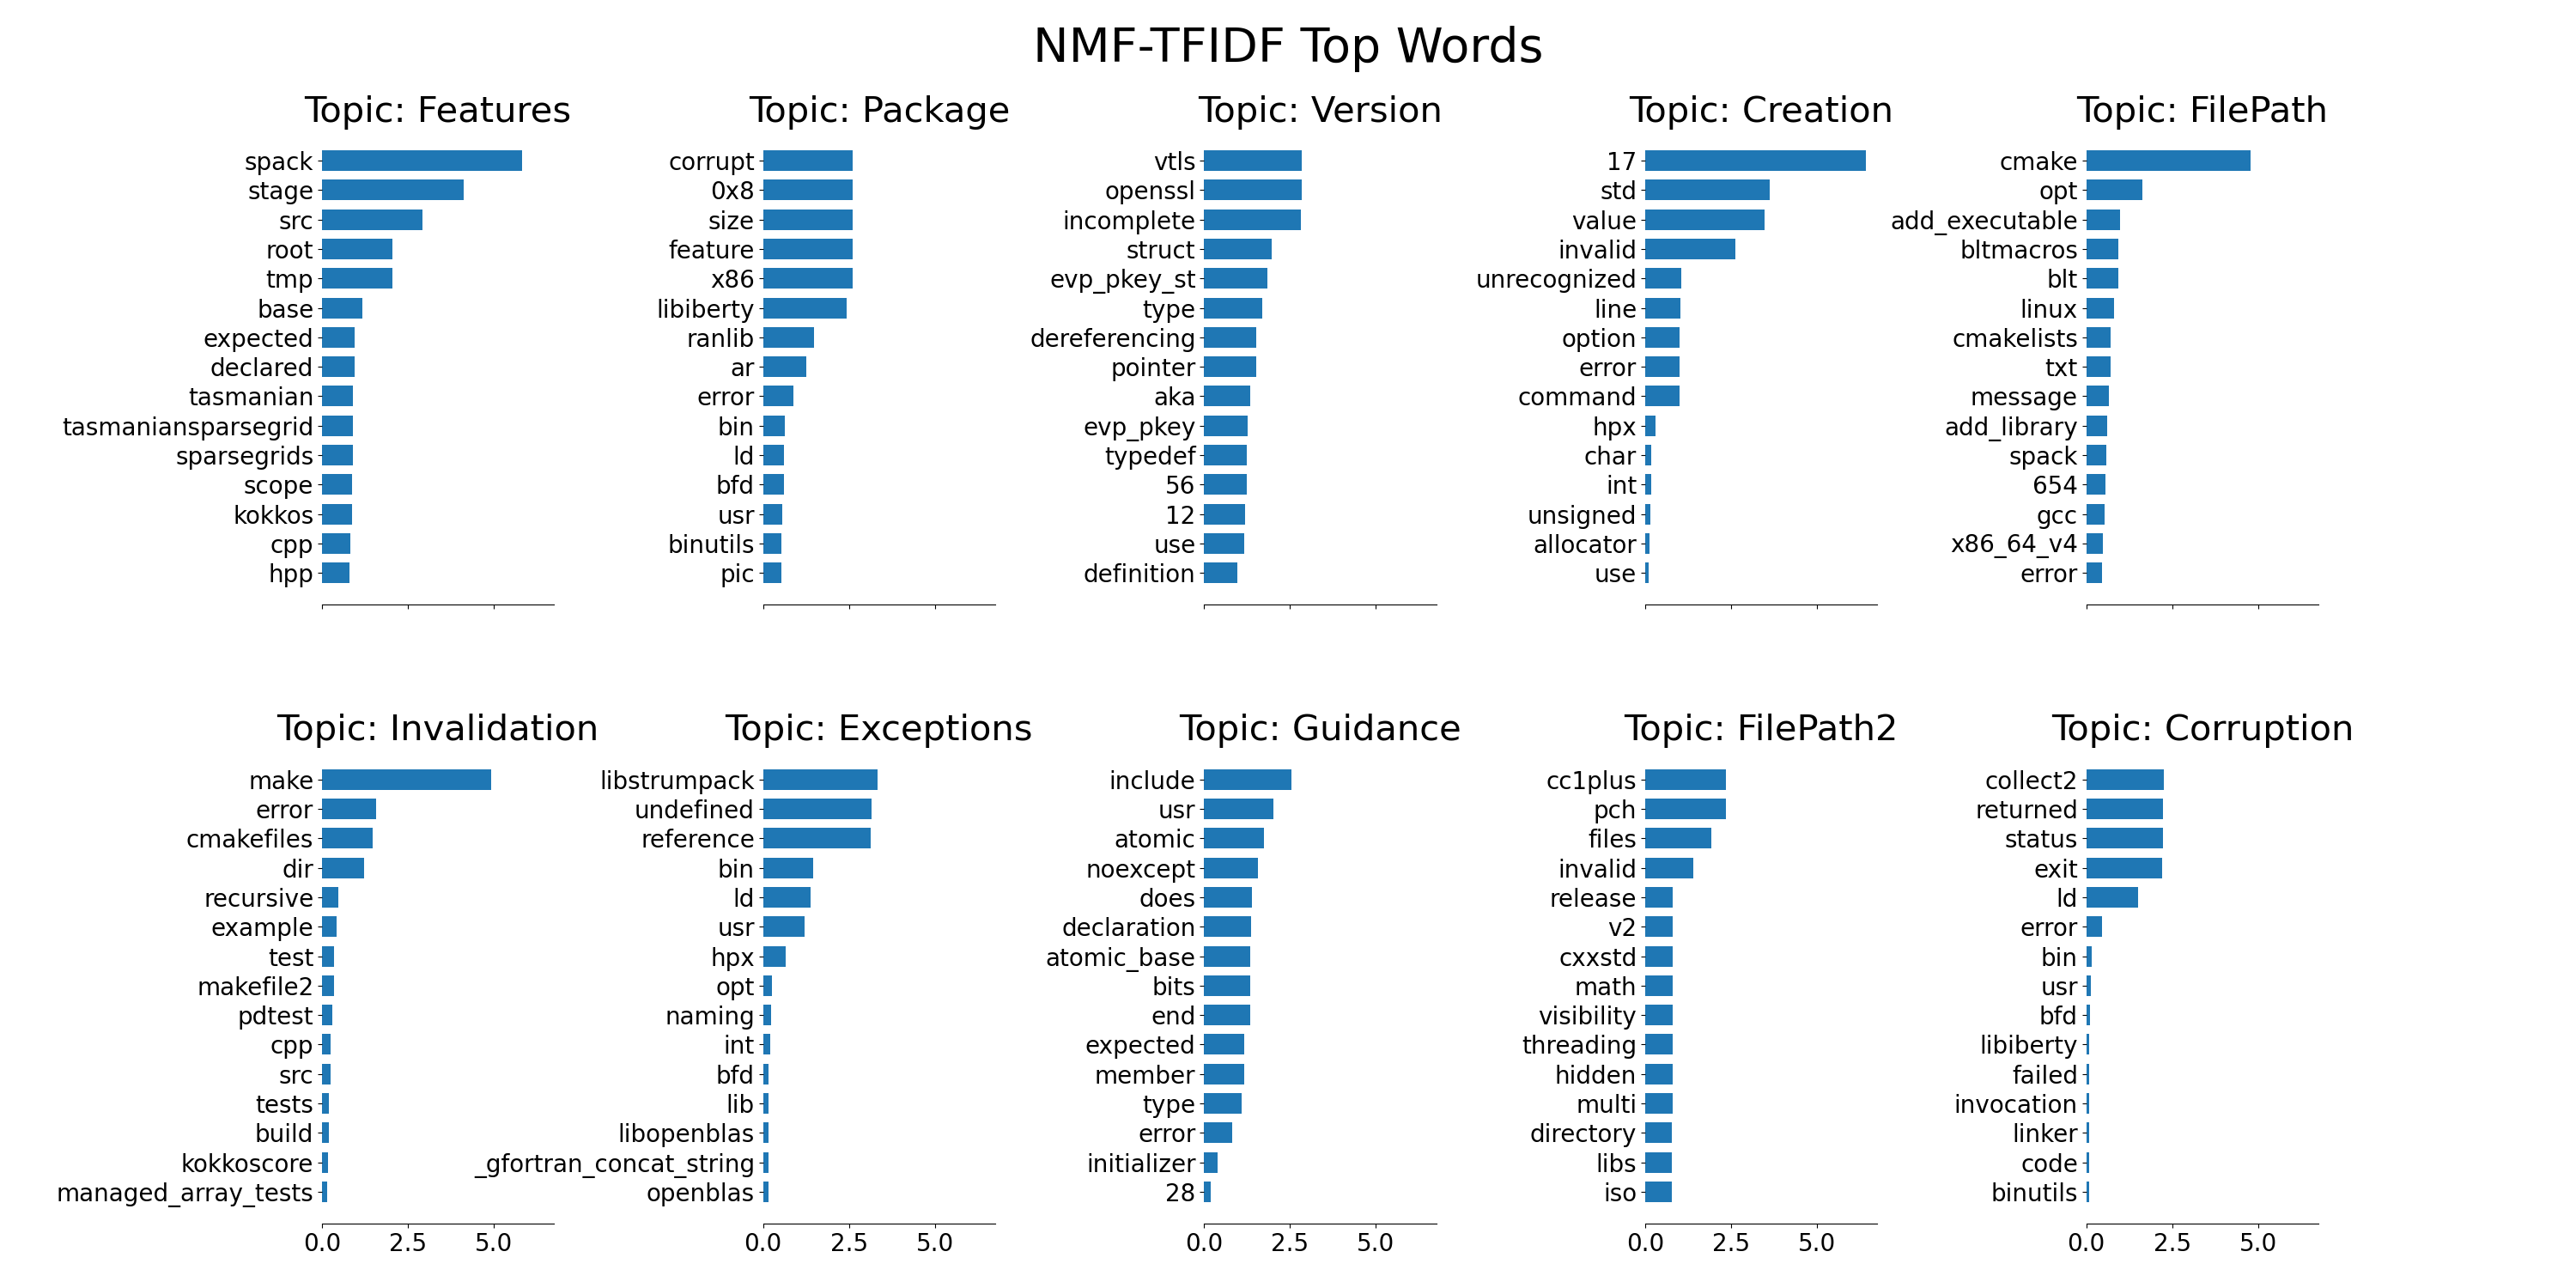 NMF-TFIDF Top Words
Topic: Features
spack
stage
src
root
tmp
base
expected
declared
tasmanian
tasmaniansparsegrid
sparsegrids
scope
kokkos
cpp
hpp
Topic: Package
corrupt
0x8
size
feature
x86
libiberty
ranlib
ar
error
bin
ld
bfd
usr
binutils
pic
Topic: Version
vtls
openssl
incomplete
struct
evp_pkey_st
type
dereferencing
pointer
aka
evp_pkey
typedef
56
12
use
definition
Topic: Creation
17
std
value
invalid
unrecognized
line
option
error
command
hpx
char
int
unsigned
allocator
use
Topic: FilePath
cmake
opt
add_executable
bltmacros
blt
linux
cmakelists
txt
message
add_library
spack
654
gcc
x86_64_v4
error
Topic: Invalidation
make
error
cmakefiles
dir
recursive
example
test
makefile2
pdtest
cpp
src
tests
build
kokkoscore
managed_array_tests
0.0 2.5 5.0
Topic: Exceptions
libstrumpack
undefined
reference
bin
ld
usr
hpx
opt
naming
int
bfd
lib
libopenblas
_gfortran_concat_string
openblas
0.0 2.5 5.0
Topic: Guidance
include
usr
atomic
noexcept
does
declaration
atomic_base
bits
end
expected
member
type
error
initializer
28
0.0 2.5 5.0
Topic: FilePath2
cc1plus
pch
files
invalid
release
v2
cxxstd
math
visibility
threading
hidden
multi
directory
libs
iso
0.0 2.5 5.0
Topic: Corruption
collect2
returned
status
exit
ld
error
bin
usr
bfd
libiberty
failed
invocation
linker
code
binutils
0.0 2.5 5.0